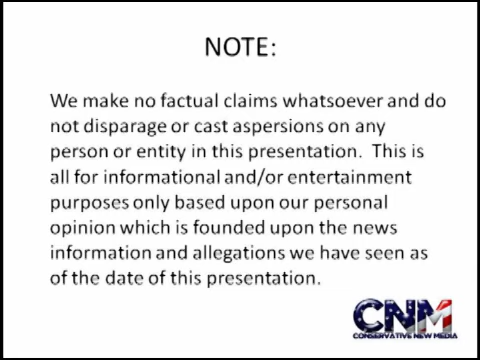 NOTE:
We make no factual claims whatsoever and do
not disparage or cast aspersions on any
person or entity in this presentation.  This is
all for informational and/or entertainment
purposes only based upon our personal
opinion which is founded upon the news
information and allegations we have seen as
of the date of this presentation.
CNM
CONSERVATIVE NEW MEDIA